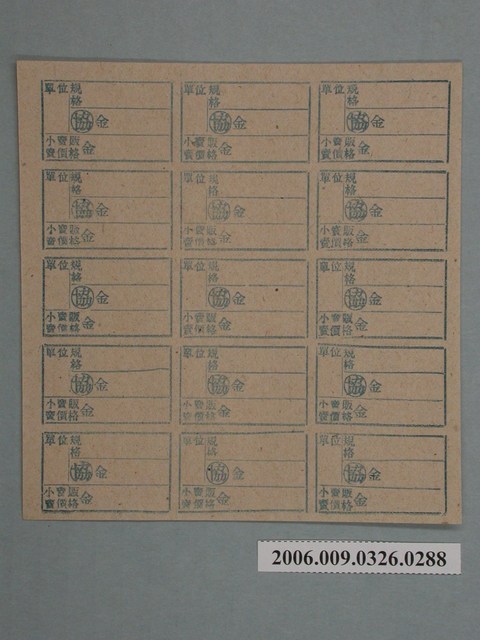 單位規
格
協金
小賣販
賣價格金
單位規
格
協金
小賣販
賣價格金
單位規
格
協金
小賣販
賣價格金
單位規
格
協金
小賣販
賣價格金
單位規
格
協金
小賣販
賣價格金
單位規
格
協金
小賣販
賣價格金
單位規
格
協金
小賣販
賣價格金
單位規
格
協金
小賣販
賣價格金
單位規
格
協金
小賣販
賣價格金
單位規
格
協金
小賣販
賣價格金
單位規
格
協金
小賣販
賣價格金
單位規
格
協金
小賣販
賣價格金
單位規
格
協金
小賣販
賣價格金
單位規
格
協金
小賣販
賣價格金
單位規
格
協金
小賣販
賣價格金
2006.009.0326.0288